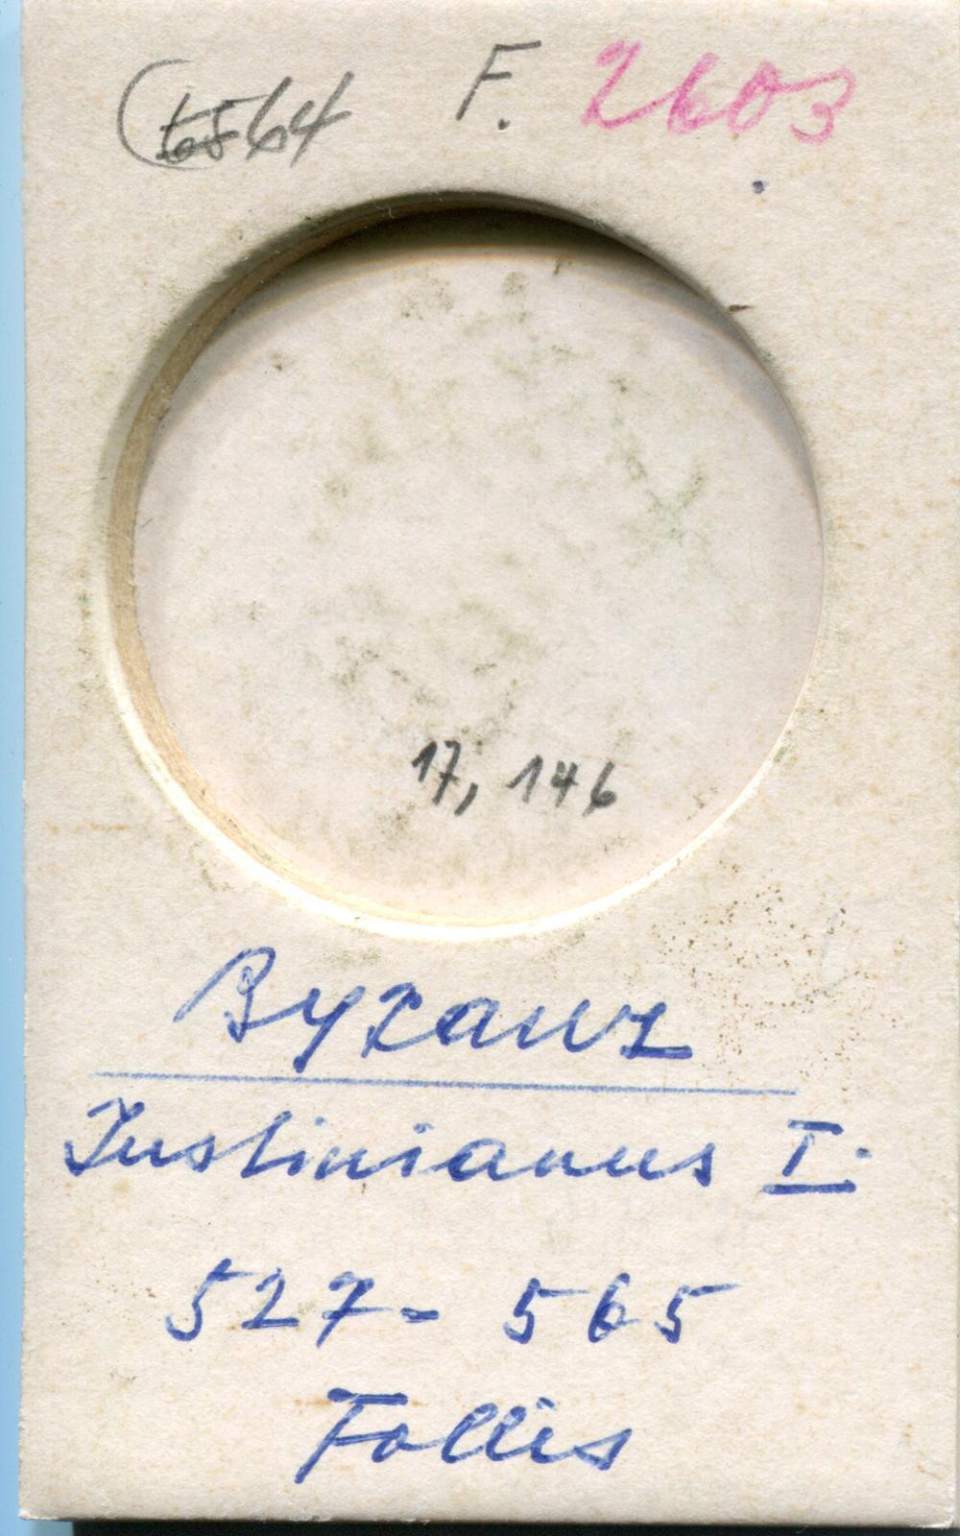 6564 F. 2603
17, 146
Byzanz
Justinianus I.
527- 565
Follis